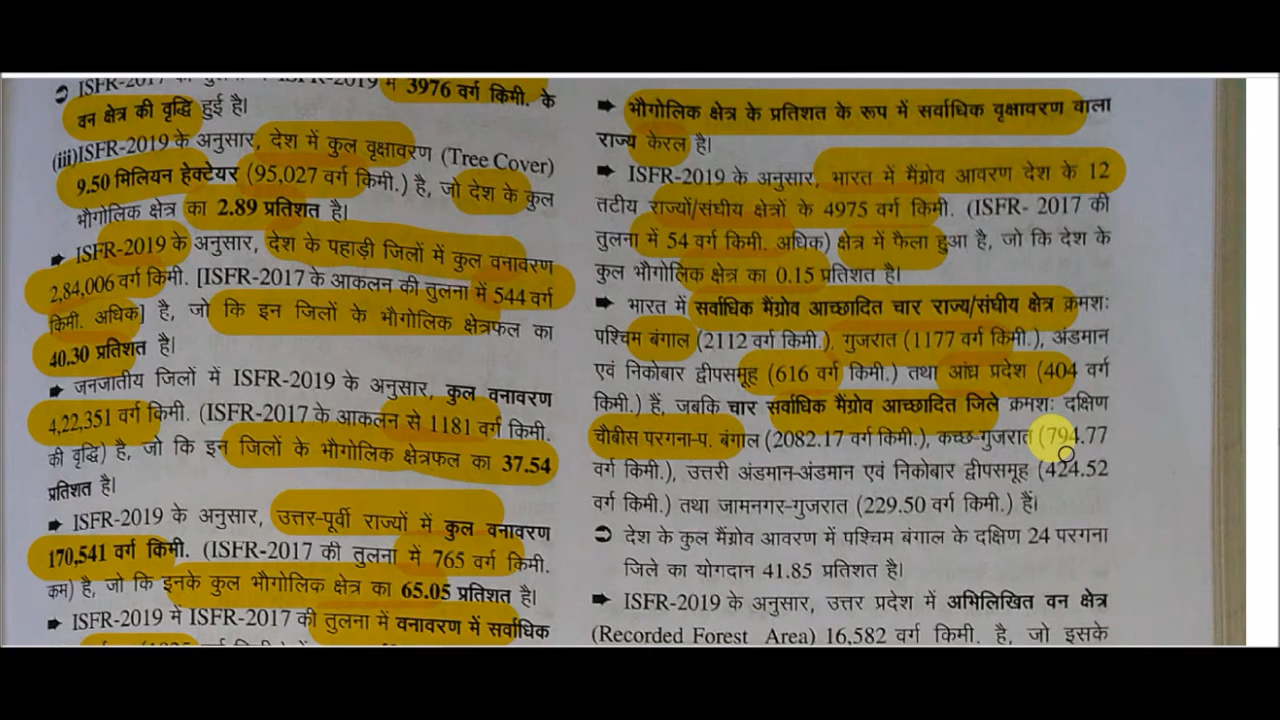 ➲ ISFR-2017 की तुलना में ISFR-2019 में 3976 वर्ग किमी. के
वन क्षेत्र की वृद्धि हुई है।
(iii)ISFR-2019 के अनुसार, देश में कुल वृक्षावरण (Tree Cover)
9.50 मिलियन हेक्टेयर (95,027 वर्ग किमी.) है, जो देश के कुल
भौगोलिक क्षेत्र का 2.89 प्रतिशत है।
➡ ISFR-2019 के अनुसार, देश के पहाड़ी जिलों में कुल वनावरण
2,84,006 वर्ग किमी. [ISFR-2017 के आकलन की तुलना में 544 वर्ग
किमी. अधिक] है, जो कि इन जिलों के भौगोलिक क्षेत्रफल का
40.30 प्रतिशत है।
➡ जनजातीय जिलों में ISFR-2019 के अनुसार, कुल वनावरण
4,22,351 वर्ग किमी. (ISFR-2017 के आकलन से 1181 वर्ग किमी.
की वृद्धि) है, जो कि इन जिलों के भौगोलिक क्षेत्रफल का 37.54
प्रतिशत है।
➡ ISFR-2019 के अनुसार, उत्तर-पूर्वी राज्यों में कुल वनावरण
170,541 वर्ग किमी. (ISFR-2017 की तुलना में 765 वर्ग किमी.
कम) है, जो कि इनके कुल भौगोलिक क्षेत्र का 65.05 प्रतिशत है।
➡ ISFR-2019 में ISFR-2017 की तुलना में वनावरण में सर्वाधिक
➡ भौगोलिक क्षेत्र के प्रतिशत के रूप में सर्वाधिक वृक्षावरण वाला
राज्य केरल है।
➡ ISFR-2019 के अनुसार, भारत में मैंग्रोव आवरण देश के 12
तटीय राज्यों/संघीय क्षेत्रों के 4975 वर्ग किमी. (ISFR- 2017 की
तुलना में 54 वर्ग किमी. अधिक) क्षेत्र में फैला हुआ है, जो कि देश के
कुल भौगोलिक क्षेत्र का 0.15 प्रतिशत है।
➡ भारत में सर्वाधिक मैंग्रोव आच्छादित चार राज्य/संघीय क्षेत्र क्रमशः
पश्चिम बंगाल (2112 वर्ग किमी.), गुजरात (1177 वर्ग किमी.), अंडमान
एवं निकोबार द्वीपसमूह (616 वर्ग किमी.) तथा आंध्र प्रदेश (404 वर्ग
किमी.) हैं, जबकि चार सर्वाधिक मैंग्रोव आच्छादित जिले क्रमशः दक्षिण
चौबीस परगना-प. बंगाल (2082.17 वर्ग किमी.), कच्छ-गुजरात (794.77
वर्ग किमी.), उत्तरी अंडमान-अंडमान एवं निकोबार द्वीपसमूह (424.52
वर्ग किमी.) तथा जामनगर-गुजरात (229.50 वर्ग किमी.) हैं।
➲ देश के कुल मैंग्रोव आवरण में पश्चिम बंगाल के दक्षिण 24 परगना
जिले का योगदान 41.85 प्रतिशत है।
➡ ISFR-2019 के अनुसार, उत्तर प्रदेश में अभिलिखित वन क्षेत्र
(Recorded Forest Area) 16,582 वर्ग किमी. है, जो इसके